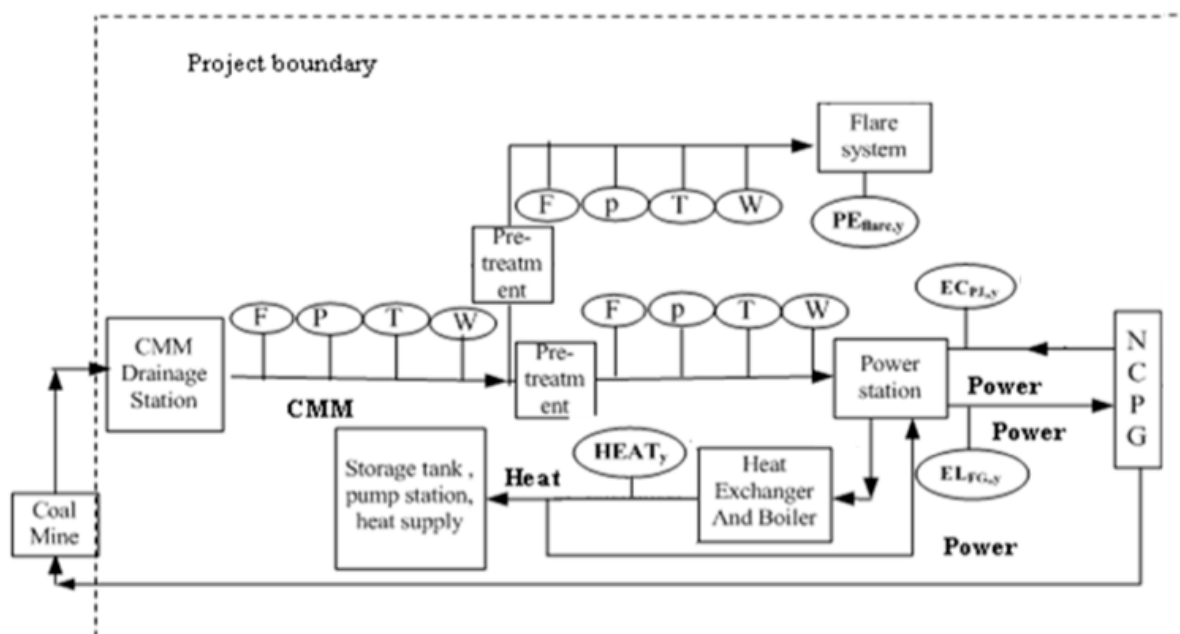 Project boundary
Flare
system
F P T W
PEflare,y
Pre-
treatm
ent
F p T W
F P T W
ECPJ,y
CMM
Drainage
Station
CMM
Pre-
treatm
ent
Power
station
Power
Power
N
C
P
G
ELFG,y
Storage tank ,
pump station,
heat supply
Heat
HEATy
Heat
Exchanger
And Boiler
Power
Coal
Mine